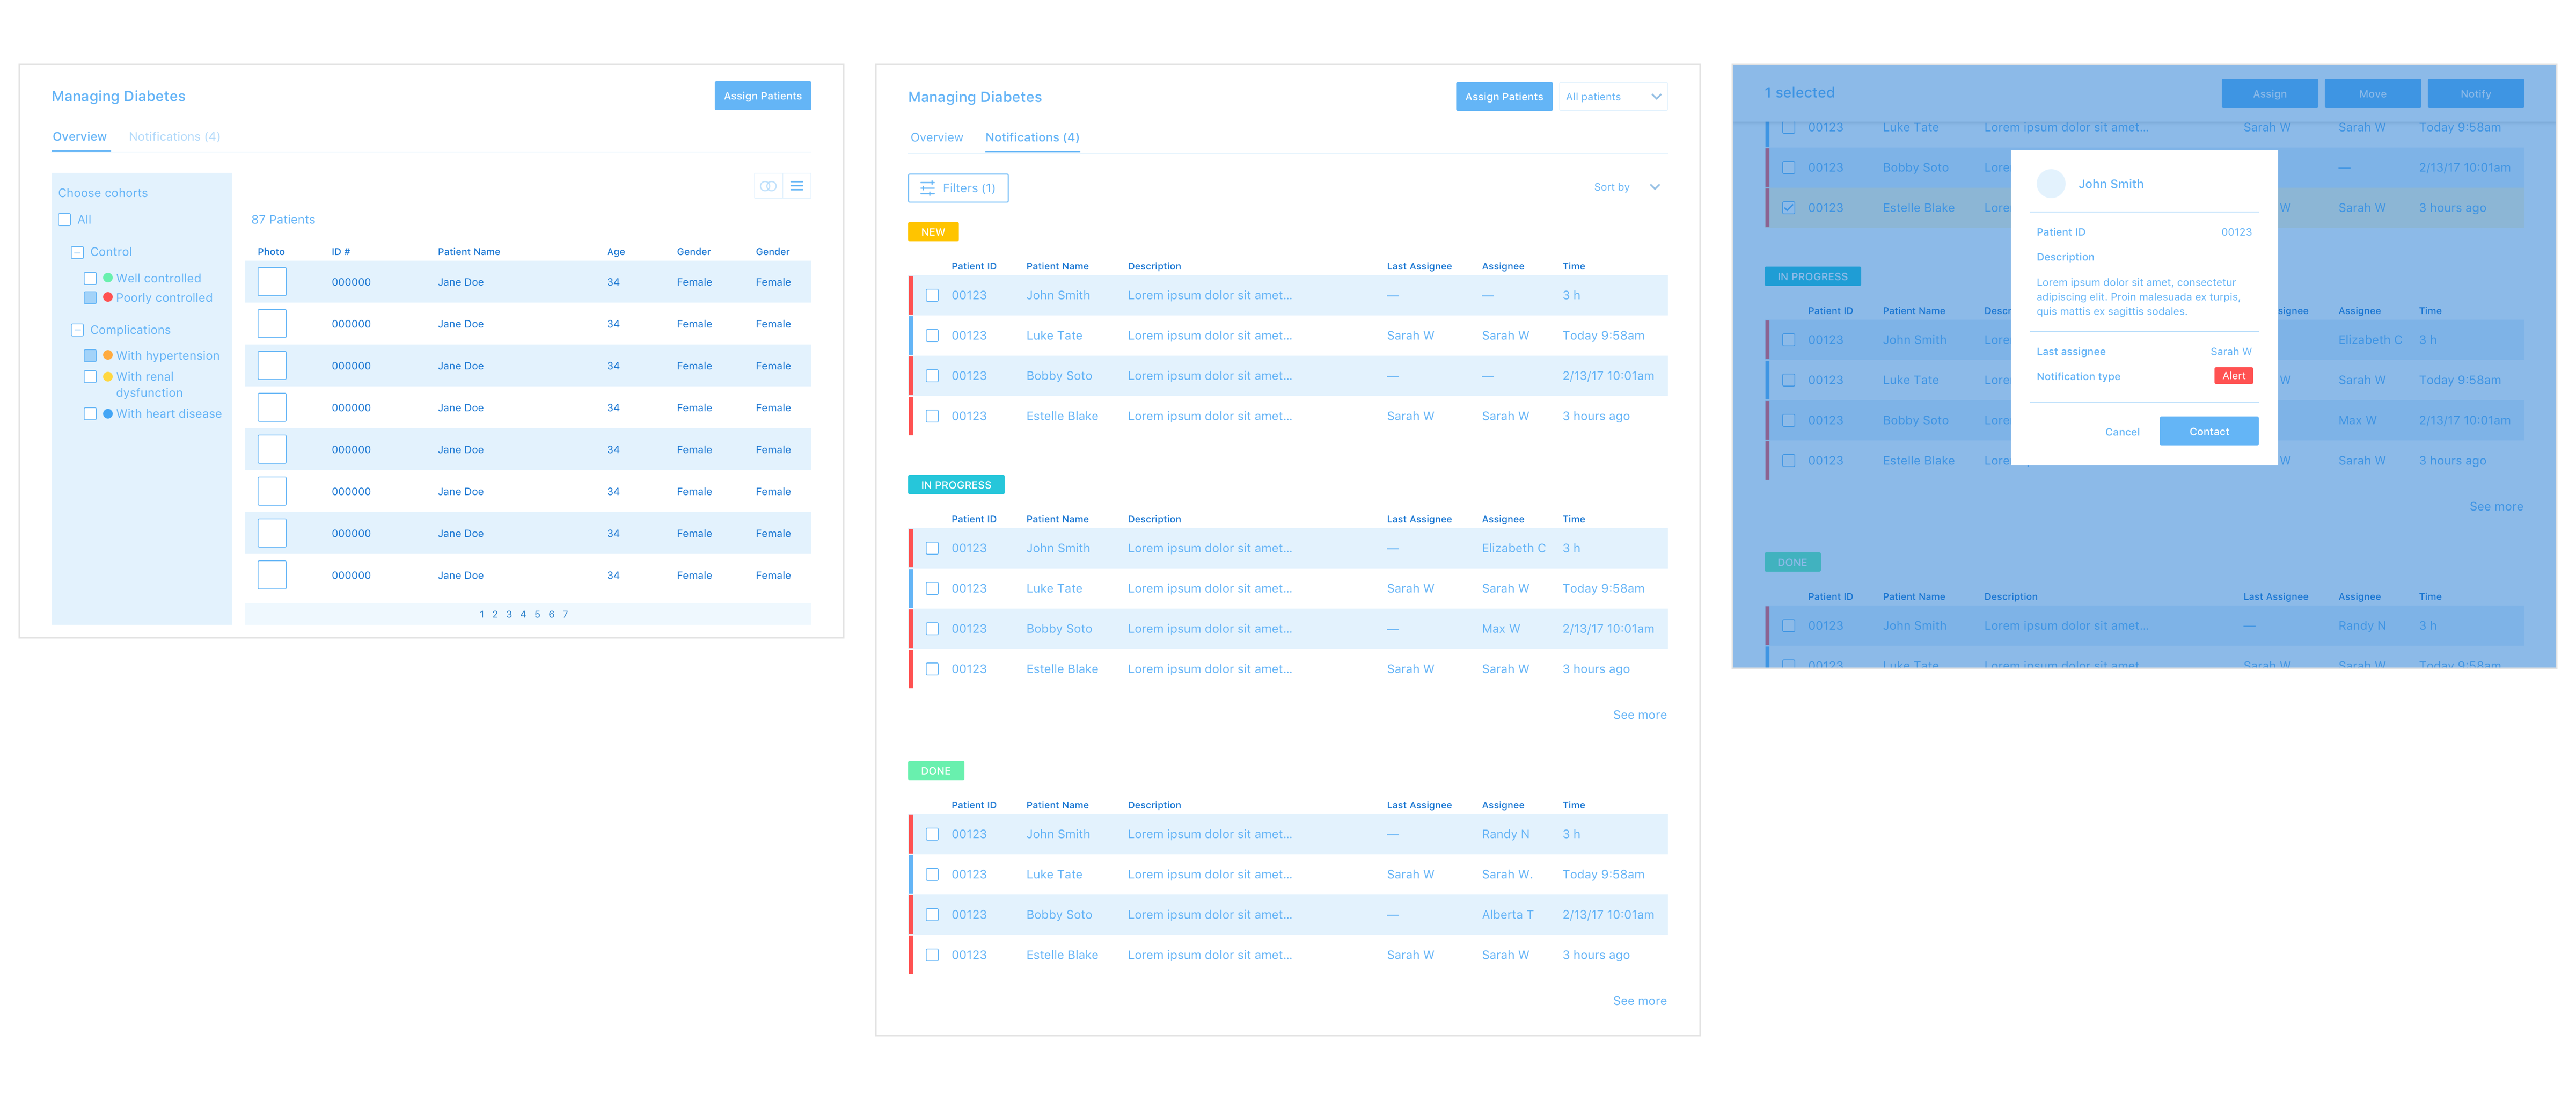 Managing Diabetes
Assign Patients
Overview Notifications (4)
Choose cohorts
All
Control
Well controlled
Poorly controlled
Complications
With hypertension
With renal
dysfunction
With heart disease
87 Patients
Photo ID # Patient Name Age Gender Gender
000000 Jane Doe 34 Female Female
000000 Jane Doe 34 Female Female
000000 Jane Doe 34 Female Female
000000 Jane Doe 34 Female Female
000000 Jane Doe 34 Female Female
000000 Jane Doe 34 Female Female
000000 Jane Doe 34 Female Female
000000 Jane Doe 34 Female Female
1 2 3 4 5 6 7
Managing Diabetes
Assign Patients All patients
Overview Notifications (4)
Filters (1)
Sort by
NEW
Patient ID Patient Name Description Last Assignee Assignee Time
00123 John Smith Lorem ipsum dolor sit amet... — — 3 h
00123 Luke Tate Lorem ipsum dolor sit amet... Sarah W Sarah W Today 9:58am
00123 Bobby Soto Lorem ipsum dolor sit amet... — — 2/13/17 10:01am
00123 Estelle Blake Lorem ipsum dolor sit amet... Sarah W Sarah W 3 hours ago
IN PROGRESS
Patient ID Patient Name Description Last Assignee Assignee Time
00123 John Smith Lorem ipsum dolor sit amet... — Elizabeth C 3 h
00123 Luke Tate Lorem ipsum dolor sit amet... Sarah W Sarah W Today 9:58am
00123 Bobby Soto Lorem ipsum dolor sit amet... — Max W 2/13/17 10:01am
00123 Estelle Blake Lorem ipsum dolor sit amet... Sarah W Sarah W 3 hours ago
See more
DONE
Patient ID Patient Name Description Last Assignee Assignee Time
00123 John Smith Lorem ipsum dolor sit amet... — Randy N 3 h
00123 Luke Tate Lorem ipsum dolor sit amet... Sarah W Sarah W. Today 9:58am
00123 Bobby Soto Lorem ipsum dolor sit amet... — Alberta T 2/13/17 10:01am
00123 Estelle Blake Lorem ipsum dolor sit amet... Sarah W Sarah W 3 hours ago
See more
1 selected
Assign Move Notify
00123 Luke Tate Lorem ipsum dolor sit amet... Sarah W Sarah W Today 9:58am
00123 Bobby Soto Lore — 2/13/17 10:01am
00123 Estelle Blake Lore W Sarah W 3 hours ago
IN PROGRESS
Patient ID Patient Name Descr signee Assignee Time
00123 John Smith Lore Elizabeth C 3 h
00123 Luke Tate Lore W Sarah W Today 9:58am
00123 Bobby Soto Lore Max W 2/13/17 10:01am
00123 Estelle Blake Lore W Sarah W 3 hours ago
See more
DONE
Patient ID Patient Name Description Last Assignee Assignee Time
00123 John Smith Lorem ipsum dolor sit amet... — Randy N 3 h
00123 Luke Tate Lorem ipsum dolor sit amet Sarah W Sarah W Today 9:58am
John Smith
Patient ID 00123
Description
Lorem ipsum dolor sit amet, consectetur
adipiscing elit. Proin malesuada ex turpis,
quis mattis ex sagittis sodales.
Last assignee Sarah W
Notification type Alert
Cancel Contact